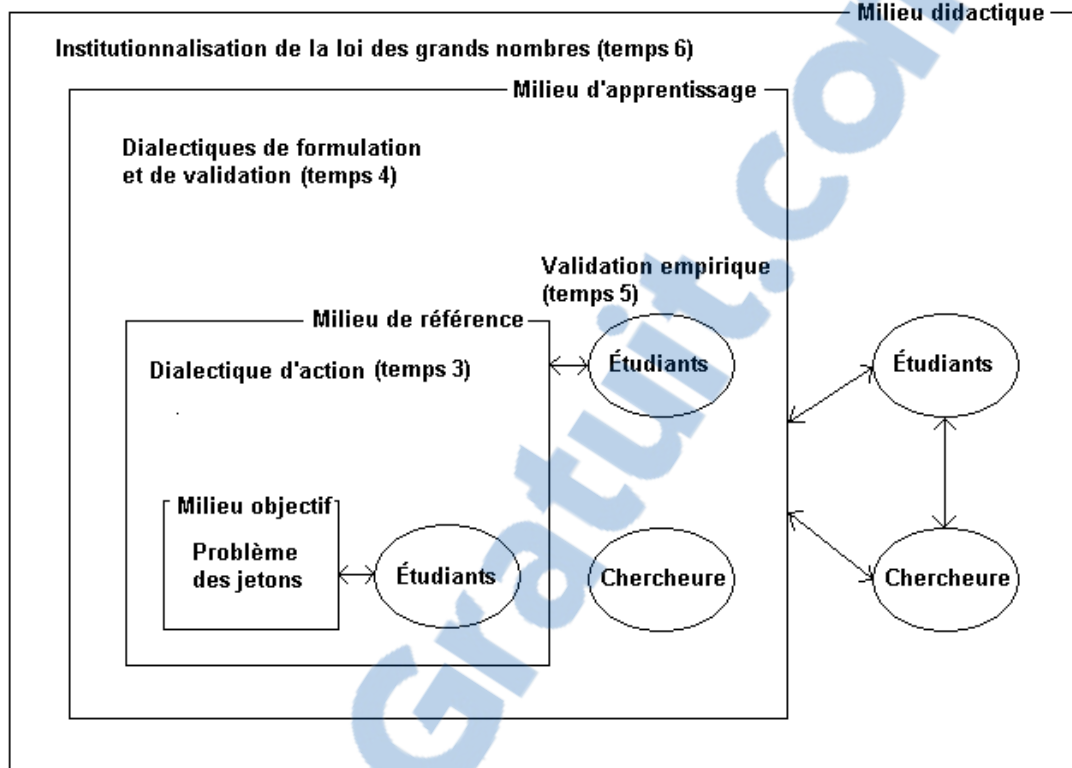 Milieu didactique
Institutionnalisation de la loi des grands nombres (temps 6)
Milieu d'apprentissage
Dialectiques de formulation
et de validation (temps 4)
Validation empirique
(temps 5)
Milieu de référence
Étudiants
Étudiants
Dialectique d'action (temps 3)
Milieu objectif
Problème
des jetons
Étudiants
Chercheure
Chercheure
Gratuit.com